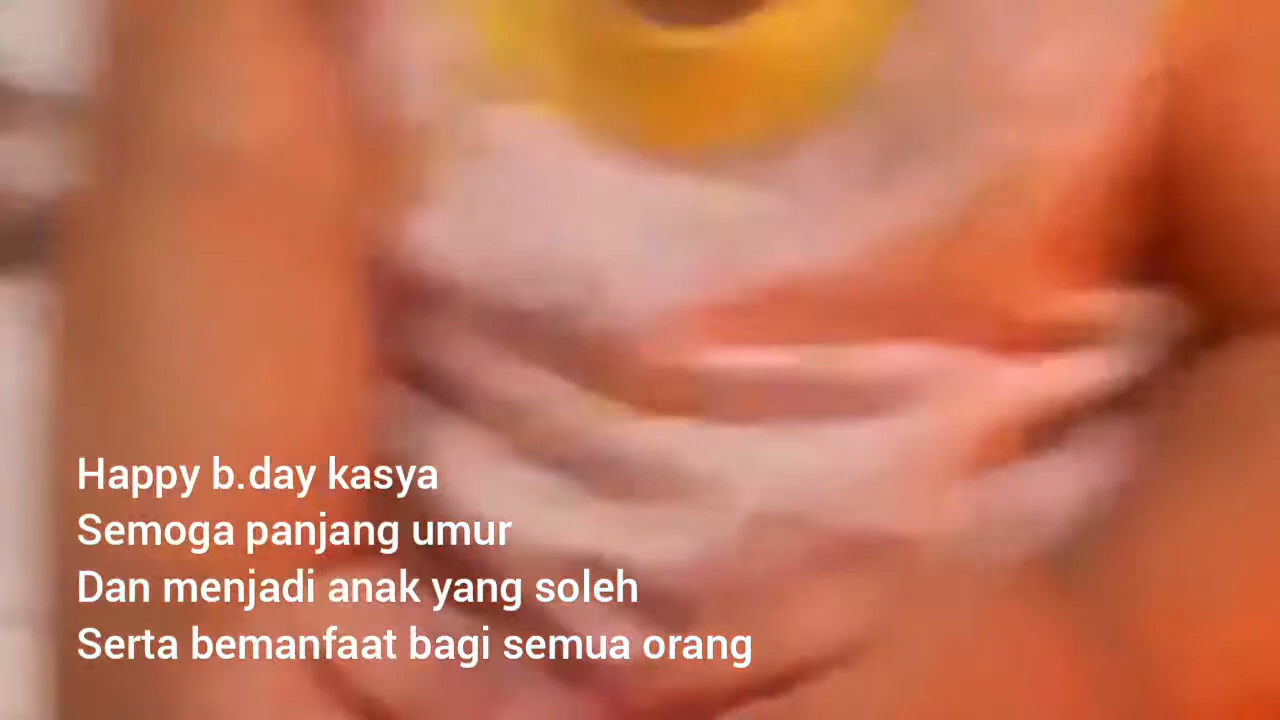 Happy b.day kasya
Semoga panjang umur
Dan menjadi anak yang soleh
Serta bemanfaat bagi semua orang